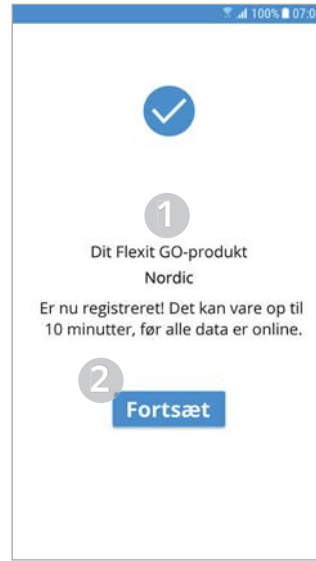 100% 07:0
1
Dit Flexit GO-produkt
Nordic
Er nu registreret! Det kan vare op til
10 minutter, før alle data er online.
2
Fortsæt